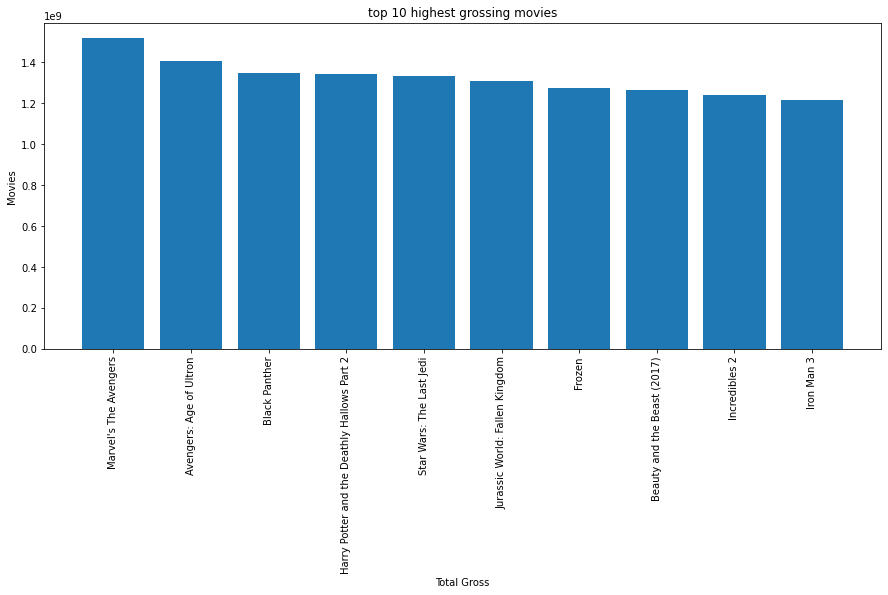 top 10 highest grossing movies
1e9
Movies
1.4
1.2
1.0
0.8
0.6
0.4
0.2
0.0
Marvel's The Avengers
Avengers: Age of Ultron
Black Panther
Harry Potter and the Deathly Hallows Part 2
Star Wars: The Last Jedi
Jurassic World: Fallen Kingdom
Frozen
Beauty and the Beast (2017)
Incredibles 2
Iron Man 3
Total Gross